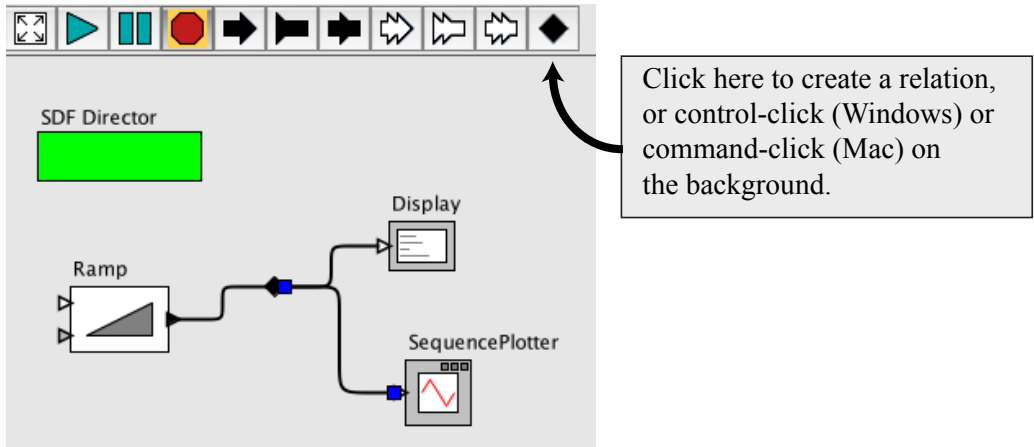 Click here to create a relation,
or control-click (Windows) or
command-click (Mac) on
the background.
SDF Director
Display
Ramp
SequencePlotter